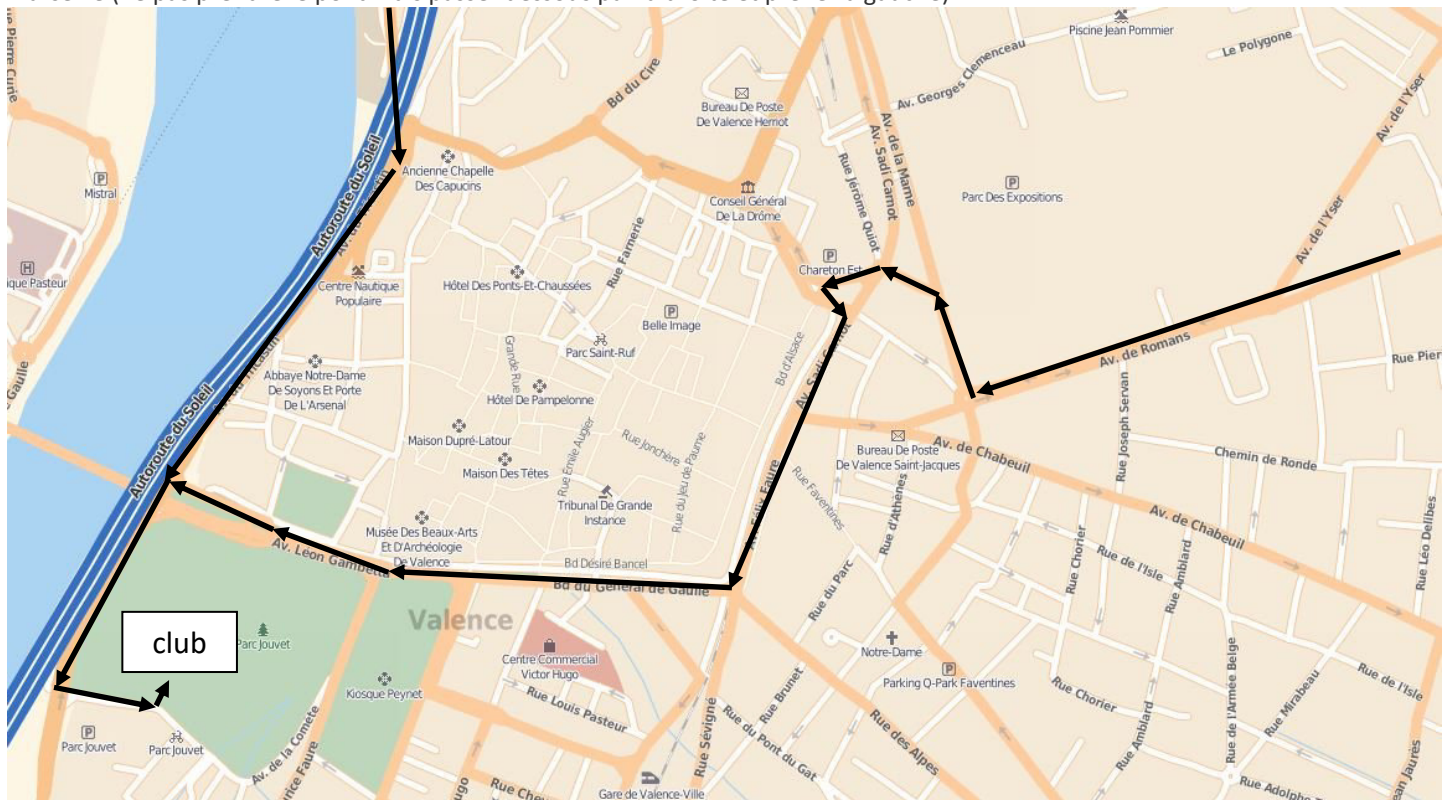 Piscine Jean Pommier
Le Polygone
Av. Georges Clemenceau
Bd du Cire
Av. de l'Yser
Bureau De Poste
De Valence Herriot
Av. de la Marne
Av. Sadi Carnot
Rue Jérôme Quiot
Autoroute du Soleil
Ancienne Chapelle
Des Capucins
P
Mistral
Conseil Général
De La Drôme
P
Parc Des Expositions
Rue Farnerie
Av. de l'Yser
H
P
Chareton Est
Centre Nautique
Populaire
Hôtel Des Ponts-Et-Chaussées
P
Belle Image
Parc Saint-Ruf
Grande Rue
Bd d'Alsace
Av. de Romans
Abbaye Notre-Dame
De Soyons Et Porte
De L'Arsenal
Hôtel De Pampelonne
Rue Joseph Servan
Autoroute du Soleil
Maison Dupré-Latour
Maison Des Têtes
Rue Emile Augier
Rue Jonchère
Rue du Jeu de Paume
Bureau De Poste
De Valence Saint-Jacques
Av. de Chabeuil
Chemin de Ronde
Tribunal De Grande
Instance
Av. Félix Faure
Rue Faventines
Rue d'Athènes
Musée Des Beaux-Arts
Et D'Archéologie
De Valence
Av. Léon Gambetta
Bd Désiré Bancel
Bd du Général de Gaulle
Av. de Chabeuil
Rue Chorier
Rue de l'Isle
Rue Amblard
Rue Léo Delibes
Rue du Parc
club
Valence
Parc Jouvet
Centre Commercial
Victor Hugo
Notre-Dame
P
Parking Q-Park Faventines
Kiosque Peynet
Rue Louis Pasteur
Rue Brunet
Rue Chorier
Rue de l'Armée Beige
Rue Mirabeau
Rue de l'Isle
P
Parc Jouvet
Parc Jouvet
Av. de la Comète
Rue Sévigné
Rue du Pont du Gat
Rue des Alpes
Rue Amblard
Gare de Valence-Ville